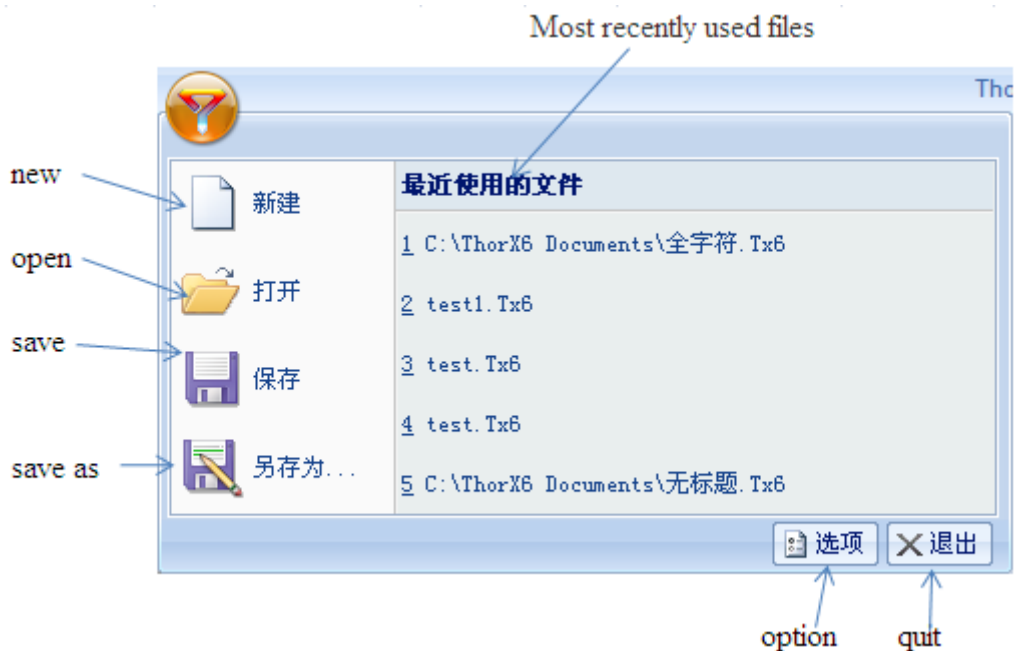 Most recently used files
Tho
new
新建
最近使用的文件
1 C:\ThorX6 Documents\全字符.Tx6
open
打开
2 test1.Tx6
save
保存
3 test.Tx6
4 test.Tx6
save as
另存为...
5 C:\ThorX6 Documents\无标题.Tx6
选项
退出
option
quit